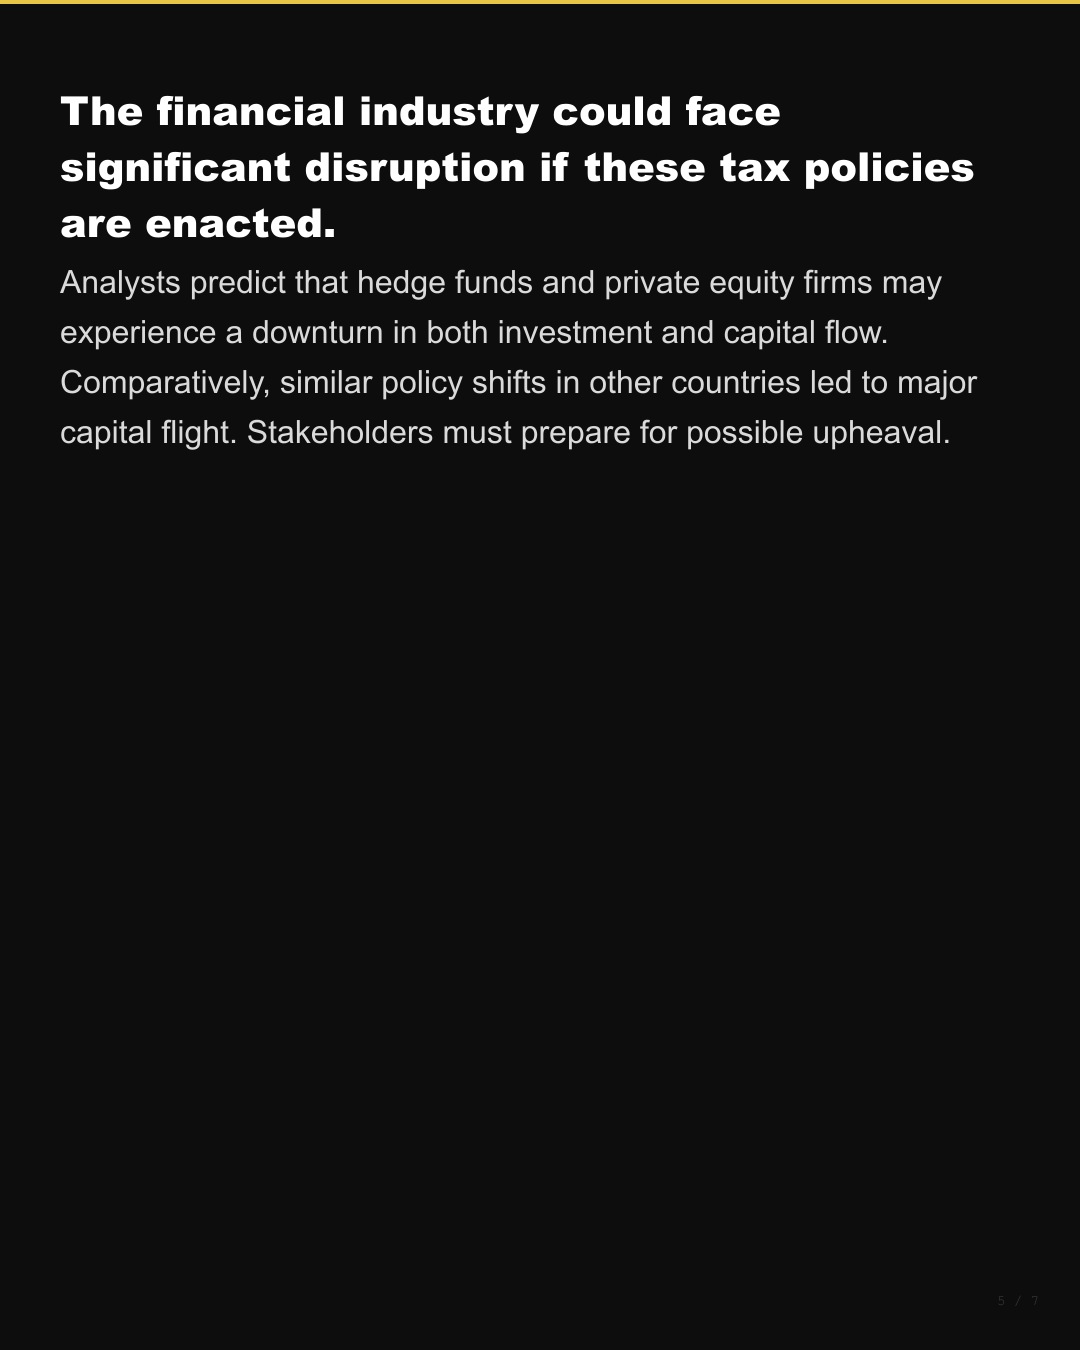 The financial industry could face
significant disruption if these tax policies
are enacted.
Analysts predict that hedge funds and private equity firms may
experience a downturn in both investment and capital flow.
Comparatively, similar policy shifts in other countries led to major
capital flight. Stakeholders must prepare for possible upheaval.
5 / 7